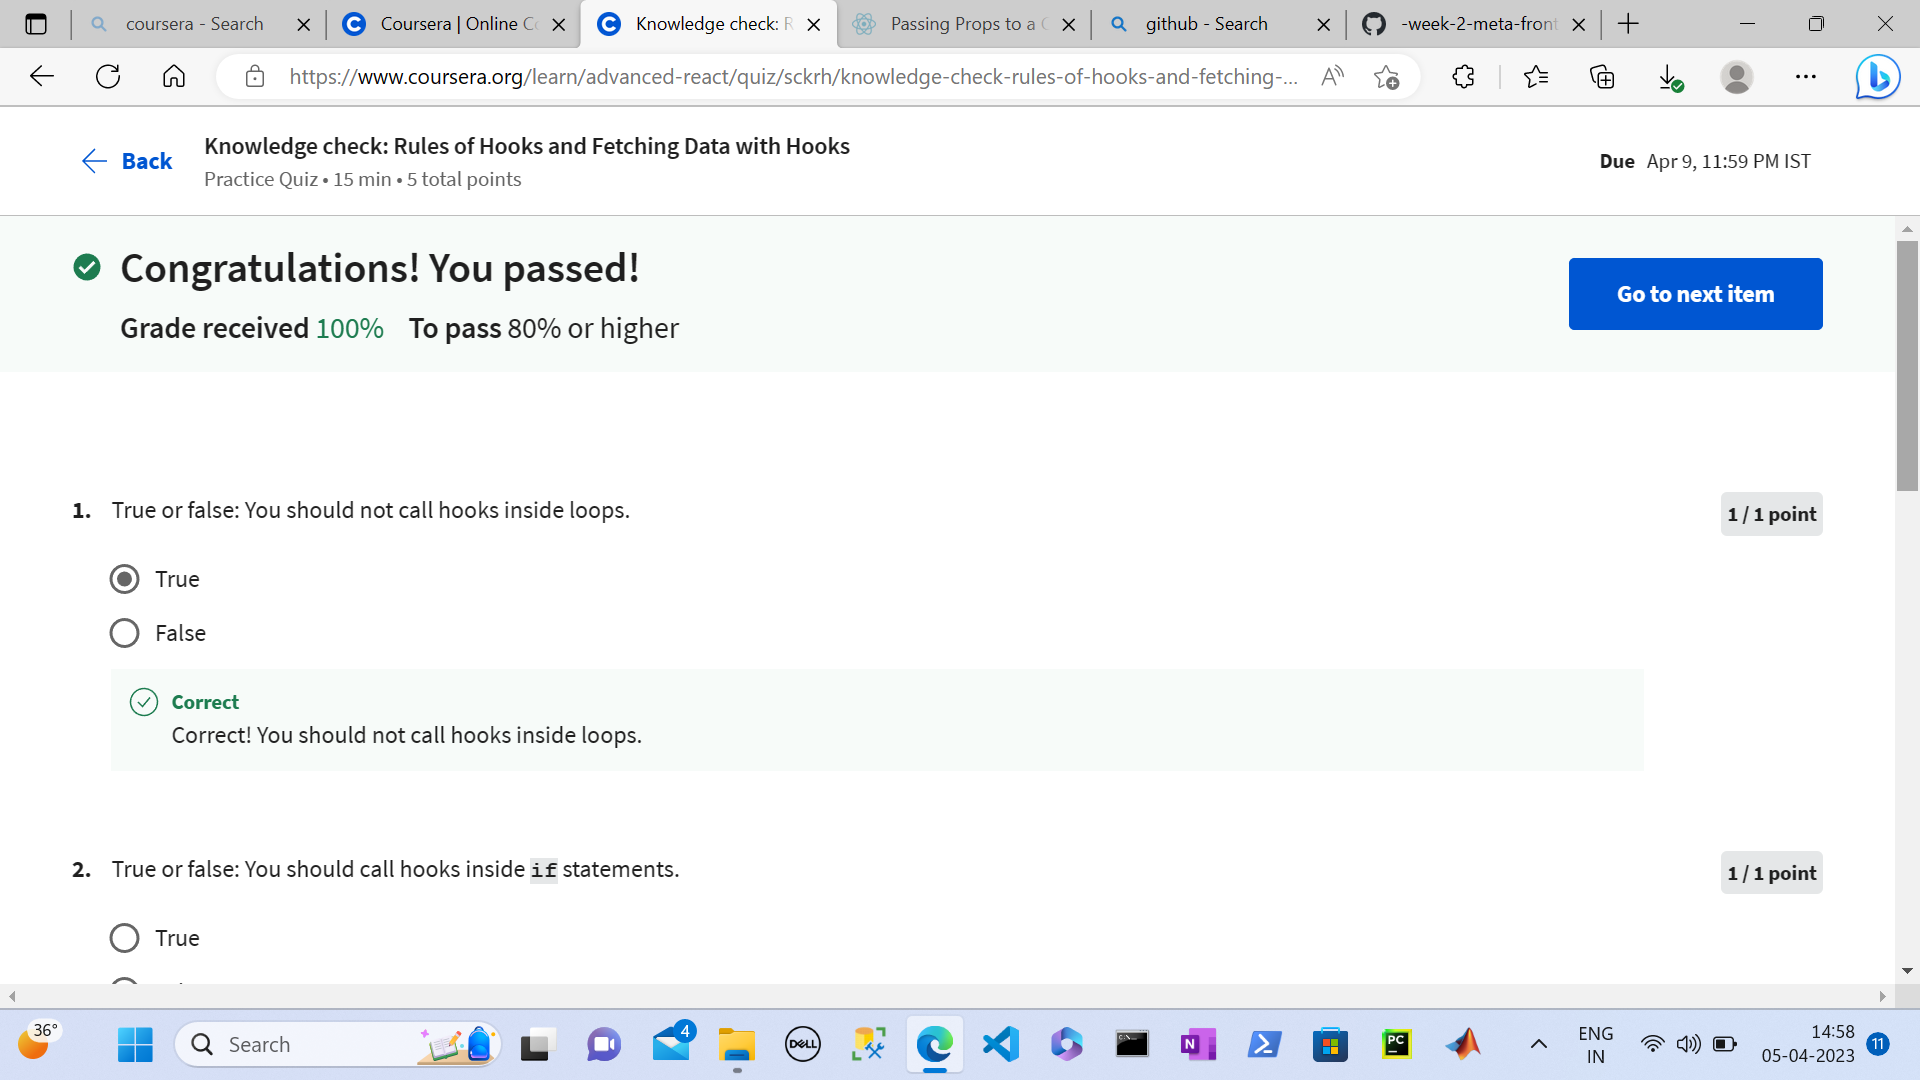 coursera - Search
Coursera | Online Co
Knowledge check: R
Passing Props to a C
github - Search
-week-2-meta-front
https://www.coursera.org/learn/advanced-react/quiz/sckrh/knowledge-check-rules-of-hooks-and-fetching-...
Back
Knowledge check: Rules of Hooks and Fetching Data with Hooks
Practice Quiz • 15 min • 5 total points
Due Apr 9, 11:59 PM IST
Congratulations! You passed!
Grade received 100% To pass 80% or higher
Go to next item
1. True or false: You should not call hooks inside loops.
1 / 1 point
True
False
Correct
Correct! You should not call hooks inside loops.
2. True or false: You should call hooks inside if statements.
1 / 1 point
True
36°
Search
4
DELL
N
PC
ENG
IN
14:58
05-04-2023
11